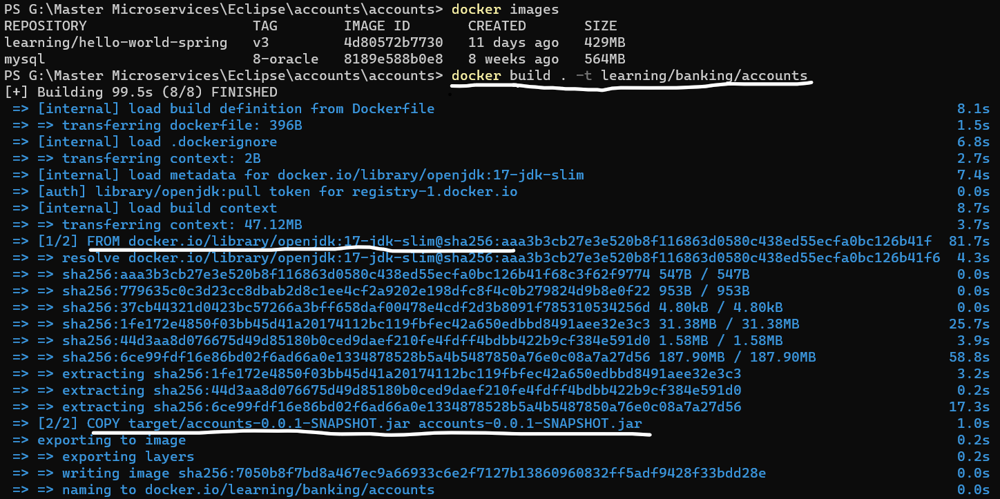 PS G:\Master Microservices\Eclipse\accounts\accounts> docker images
REPOSITORY TAG IMAGE ID CREATED SIZE
learning/hello-world-spring v3 4d80572b7730 11 days ago 429MB
mysql 8-oracle 8189e588b0e8 8 weeks ago 564MB
PS G:\Master Microservices\Eclipse\accounts\accounts> docker build . -t learning/banking/accounts
[+] Building 99.5s (8/8) FINISHED
=> [internal] load build definition from Dockerfile 8.1s
=> => transferring dockerfile: 396B 1.5s
=> [internal] load .dockerignore 6.8s
=> => transferring context: 2B 2.7s
=> [internal] load metadata for docker.io/library/openjdk:17-jdk-slim 7.4s
=> [auth] library/openjdk:pull token for registry-1.docker.io 0.0s
=> [internal] load build context 8.7s
=> => transferring context: 47.12MB 3.7s
=> [1/2] FROM docker.io/library/openjdk:17-jdk-slim@sha256:aaa3b3cb27e3e520b8f116863d0580c438ed55ecfa0bc126b41f 81.7s
=> => resolve docker.io/library/openjdk:17-jdk-slim@sha256:aaa3b3cb27e3e520b8f116863d0580c438ed55ecfa0bc126b41f6 4.3s
=> => sha256:aaa3b3cb27e3e520b8f116863d0580c438ed55ecfa0bc126b41f68c3f62f9774 547B / 547B 0.0s
=> => sha256:779635c0c3d23cc8dbab2d8c1ee4cf2a9202e198dfc8f4c0b279824d9b8e0f22 953B / 953B 0.0s
=> => sha256:37cb44321d0423bc57266a3bff658daf00478e4cdf2d3b8091f785310534256d 4.80kB / 4.80kB 0.0s
=> => sha256:1fe172e4850f03bb45d41a20174112bc119fbfec42a650edbbd8491aee32e3c3 31.38MB / 31.38MB 25.7s
=> => sha256:44d3aa8d076675d49d85180b0ced9daef210fe4fdff4bdbb422b9cf384e591d0 1.58MB / 1.58MB 3.9s
=> => sha256:6ce99fdf16e86bd02f6ad66a0e1334878528b5a4b5487850a76e0c08a7a27d56 187.90MB / 187.90MB 58.8s
=> => extracting sha256:1fe172e4850f03bb45d41a20174112bc119fbfec42a650edbbd8491aee32e3c3 3.2s
=> => extracting sha256:44d3aa8d076675d49d85180b0ced9daef210fe4fdff4bdbb422b9cf384e591d0 0.2s
=> => extracting sha256:6ce99fdf16e86bd02f6ad66a0e1334878528b5a4b5487850a76e0c08a7a27d56 17.3s
=> [2/2] COPY target/accounts-0.0.1-SNAPSHOT.jar accounts-0.0.1-SNAPSHOT.jar 1.0s
=> exporting to image 0.2s
=> => exporting layers 0.2s
=> => writing image sha256:7050b8f7bd8a467ec9a66933c6e2f7127b13860960832ff5adf9428f33bdd28e 0.0s
=> => naming to docker.io/learning/banking/accounts 0.0s